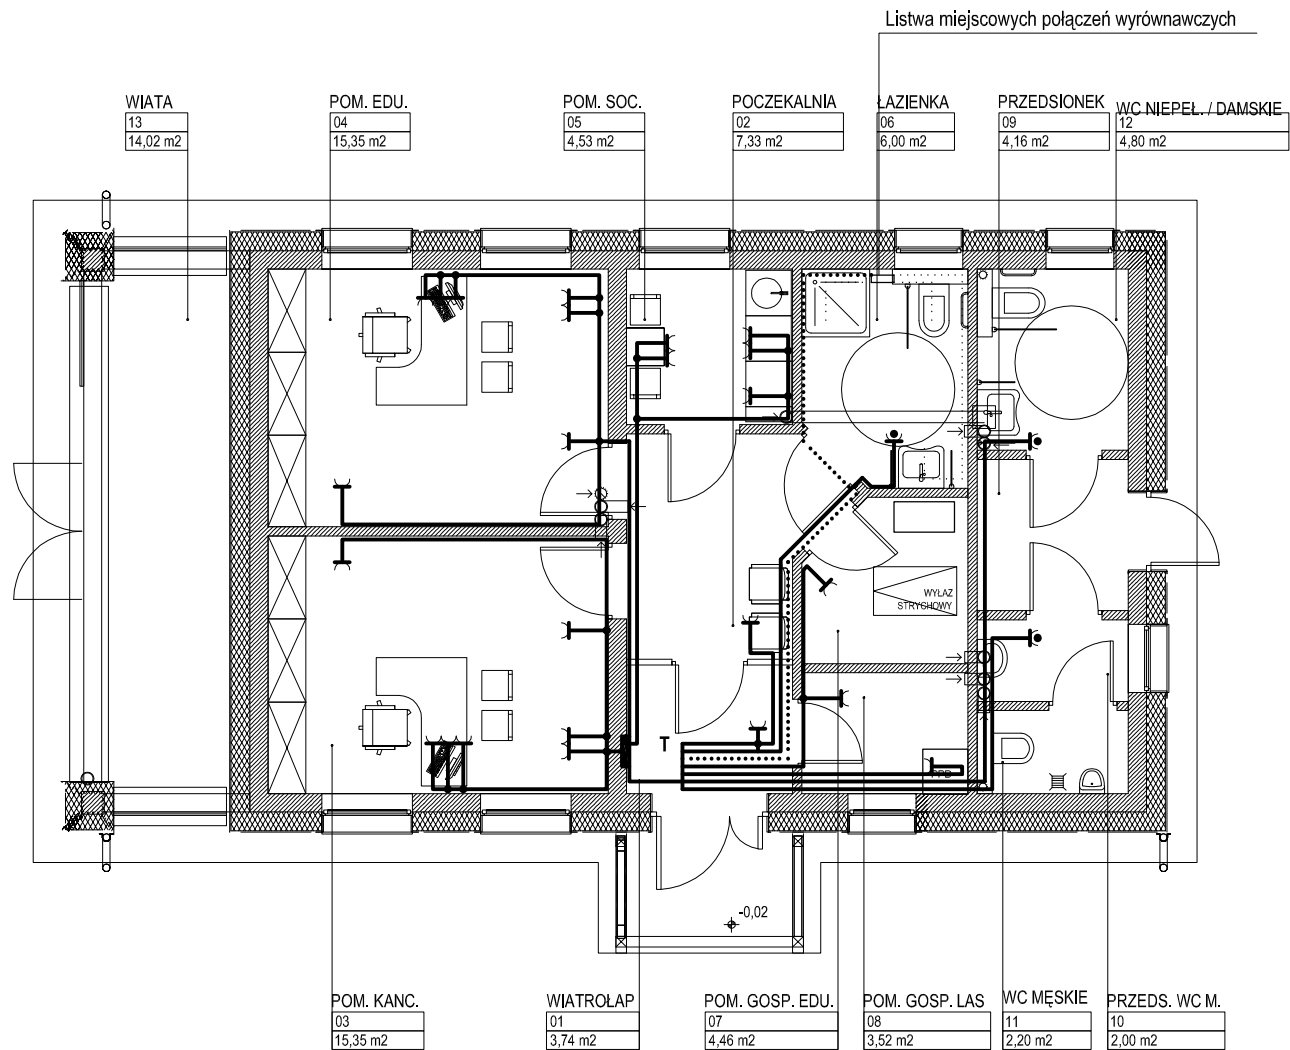 Listwa miejscowych połączeń wyrównawczych
WIATA
13
14,02 m2
POM. EDU.
04
15,35 m2
POM. SOC.
05
4,53 m2
POCZEKALNIA
02
7,33 m2
ŁAZIENKA
06
6,00 m2
PRZEDSIONEK
09
4,16 m2
WC NIEPEŁ. / DAMSKIE
12
4,80 m2
WYŁAZ
STRYCHOWY
T
-0,02
POM. KANC.
03
15,35 m2
WIATROŁAP
01
3,74 m2
POM. GOSP. EDU.
07
4,46 m2
POM. GOSP. LAS
08
3,52 m2
WC MĘSKIE
11
2,20 m2
PRZEDS. WC M.
10
2,00 m2